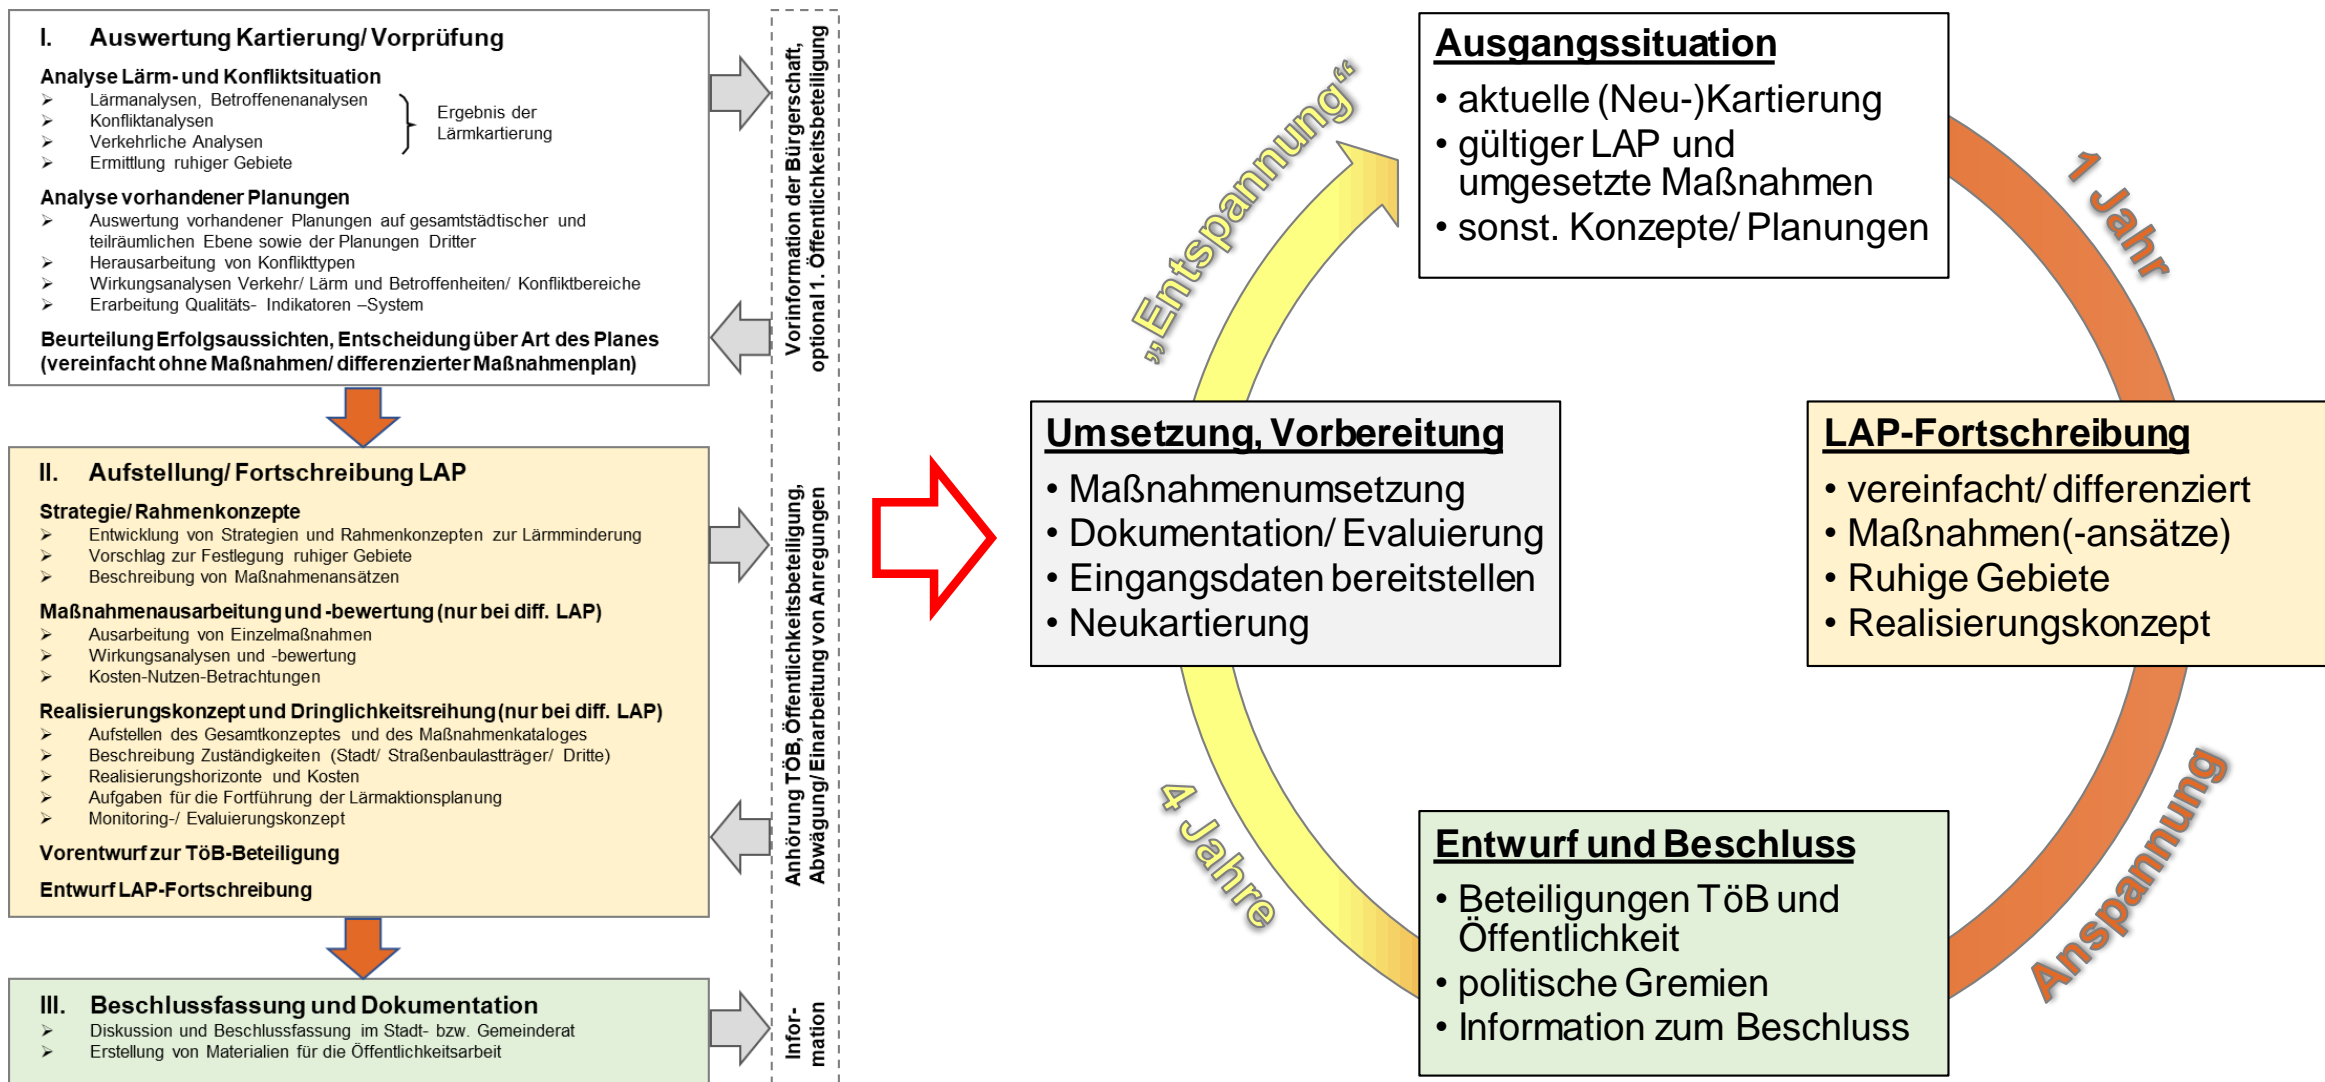 I. Auswertung Kartierung/ Vorprüfung
Analyse Lärm- und Konfliktsituation
➢ Lärmanalysen, Betroffenenanalysen
➢ Konfliktanalysen
➢ Verkehrliche Analysen
➢ Ermittlung ruhiger Gebiete
Ergebnis der
Lärmkartierung
Analyse vorhandener Planungen
➢ Auswertung vorhandener Planungen auf gesamtstädtischer und
teilräumlichen Ebene sowie der Planungen Dritter
➢ Herausarbeitung von Konflikttypen
➢ Wirkungsanalysen Verkehr/ Lärm und Betroffenheiten/ Konfliktbereiche
➢ Erarbeitung Qualitäts- Indikatoren –System
Beurteilung Erfolgsaussichten, Entscheidung über Art des Planes
(vereinfacht ohne Maßnahmen/ differenzierter Maßnahmenplan)
II. Aufstellung/ Fortschreibung LAP
Strategie/ Rahmenkonzepte
➢ Entwicklung von Strategien und Rahmenkonzepten zur Lärmminderung
➢ Vorschlag zur Festlegung ruhiger Gebiete
➢ Beschreibung von Maßnahmenansätzen
Maßnahmenausarbeitung und -bewertung (nur bei diff. LAP)
➢ Ausarbeitung von Einzelmaßnahmen
➢ Wirkungsanalysen und -bewertung
➢ Kosten-Nutzen-Betrachtungen
Realisierungskonzept und Dringlichkeitsreihung (nur bei diff. LAP)
➢ Aufstellen des Gesamtkonzeptes und des Maßnahmenkataloges
➢ Beschreibung Zuständigkeiten (Stadt/ Straßenbaulastträger/ Dritte)
➢ Realisierungshorizonte und Kosten
➢ Aufgaben für die Fortführung der Lärmaktionsplanung
➢ Monitoring-/ Evaluierungskonzept
Vorentwurf zur TöB-Beteiligung
Entwurf LAP-Fortschreibung
III. Beschlussfassung und Dokumentation
➢ Diskussion und Beschlussfassung im Stadt- bzw. Gemeinderat
➢ Erstellung von Materialien für die Öffentlichkeitsarbeit
Vorinformation der Bürgerschaft,
optional 1. Öffentlichkeitsbeteiligung
Anhörung TÖB, Öffentlichkeitsbeteiligung,
Abwägung/ Einarbeitung von Anregungen
Infor-
mation
Ausgangssituation
• aktuelle (Neu-)Kartierung
• gültiger LAP und
umgesetzte Maßnahmen
• sonst. Konzepte/ Planungen
1 Jahr
LAP-Fortschreibung
• vereinfacht/ differenziert
• Maßnahmen(-ansätze)
• Ruhige Gebiete
• Realisierungskonzept
Anspannung
Entwurf und Beschluss
• Beteiligungen TöB und
Öffentlichkeit
• politische Gremien
• Information zum Beschluss
4 Jahre
Umsetzung, Vorbereitung
• Maßnahmenumsetzung
• Dokumentation/ Evaluierung
• Eingangsdaten bereitstellen
• Neukartierung
„Entspannung“